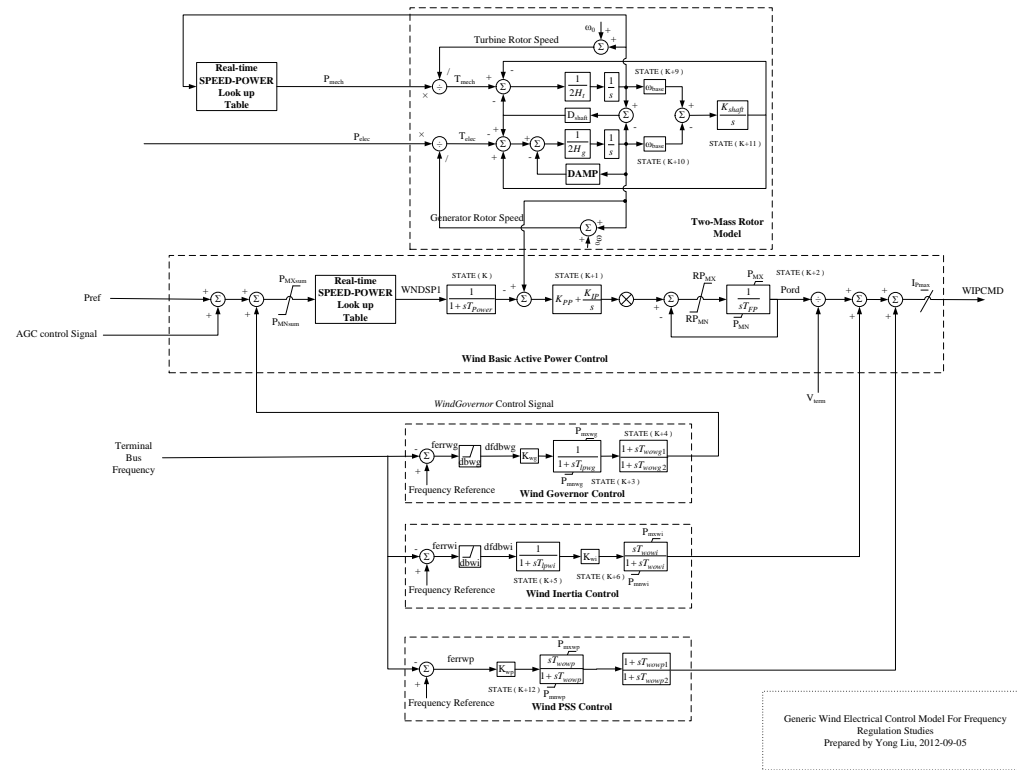 ω₀
+
+
Σ
Turbine Rotor Speed
Real-time
SPEED-POWER
Look up
Table
Pmech
/
÷
×
Tmech
+
-
Σ
-
1
2Ht
1
s
STATE ( K+9 )
ωbase
+
Σ
-
Dshaft
+
Σ
-
Kshaft
s
STATE ( K+11 )
Pelec
×
÷
/
Telec
-
+
Σ
+
+
Σ
-
1
2Hg
1
s
ωbase
STATE ( K+10 )
DAMP
Generator Rotor Speed
Σ
+
+
ω₀
Two-Mass Rotor
Model
Pref
+
Σ
+
AGC control Signal
+
Σ
+
PMXsum
PMNsum
Real-time
SPEED-POWER
Look up
Table
WNDSP1
STATE ( K )
1
1 + sTPower
-
+
+
Σ
STATE ( K+1 )
KPP + KIP
s
+
Σ
-
RPMX
RPMN
PMX
1
sTFP
PMN
STATE ( K+2 )
Pord
÷
+
Σ
+
+
Σ
+
IPmax
WIPCMD
Wind Basic Active Power Control
Vterm
WindGovernor Control Signal
Terminal
Bus
Frequency
-
Σ
+
ferrwg
dbwg
dfdbwg
Kwg
Pmxwg
1
1 + sTlpwg
Pmnwg
STATE ( K+3 )
STATE ( K+4 )
1 + sTwowg1
1 + sTwowg2
Frequency Reference
Wind Governor Control
-
Σ
+
ferrwi
dbwi
dfdbwi
1
1 + sTlpwi
STATE ( K+5 )
Kwi
STATE ( K+6 )
Pmxwi
sTwowi
1 + sTwowi
Pmnwi
Frequency Reference
Wind Inertia Control
-
Σ
+
ferrwp
Kwp
STATE ( K+12 )
Pmxwp
sTwowp
1 + sTwowp
Pmnwp
1 + sTwowp1
1 + sTwowp2
Frequency Reference
Wind PSS Control
Generic Wind Electrical Control Model For Frequency
Regulation Studies
Prepared by Yong Liu, 2012-09-05